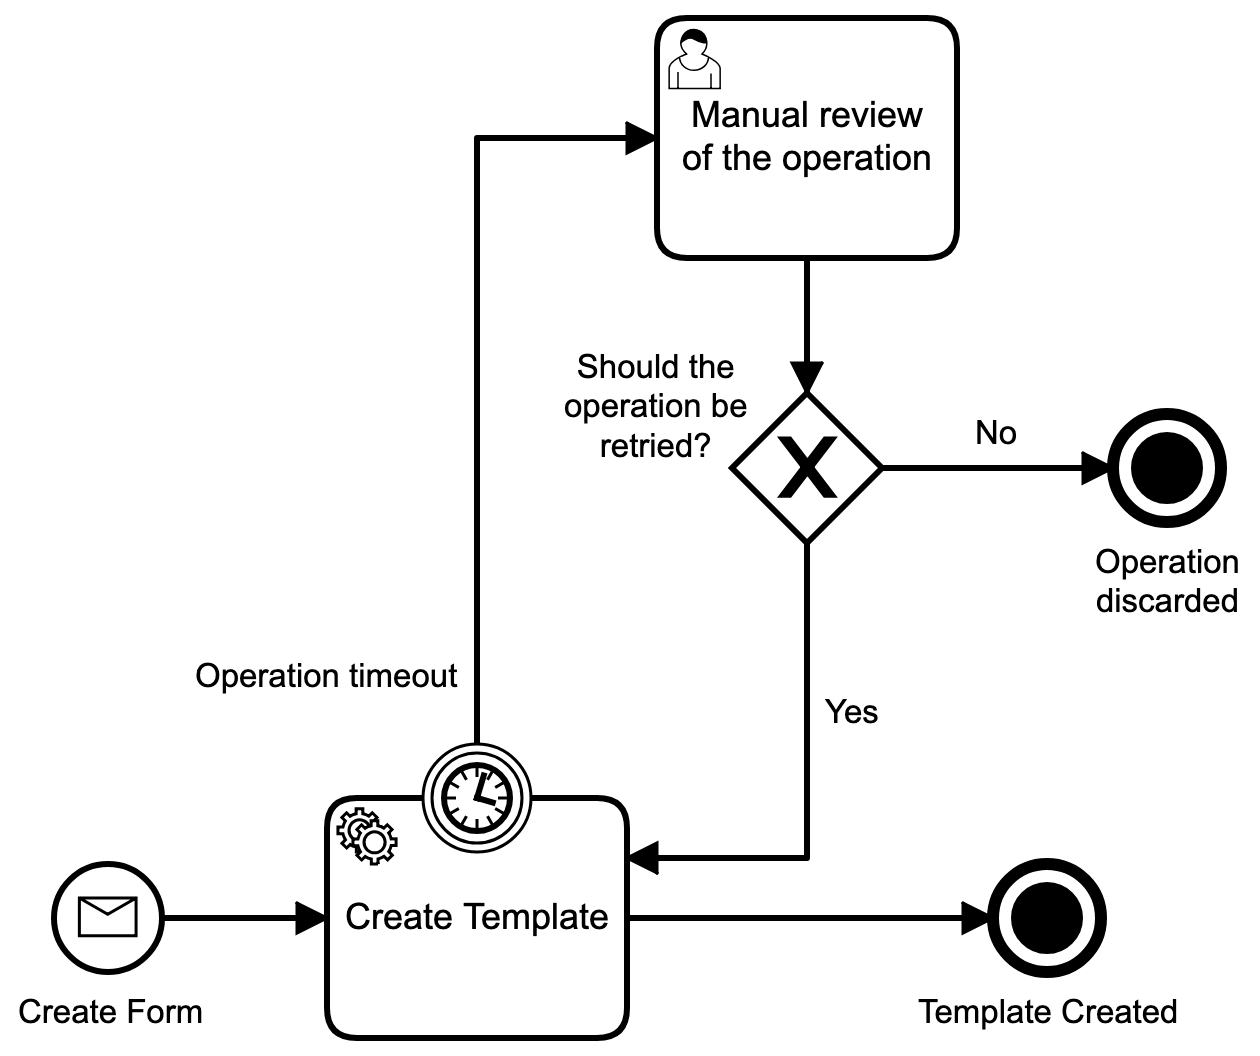 Manual review
of the operation
Should the
operation be
retried?
No
Operation
discarded
Operation timeout
Yes
Create Template
Create Form
Template Created